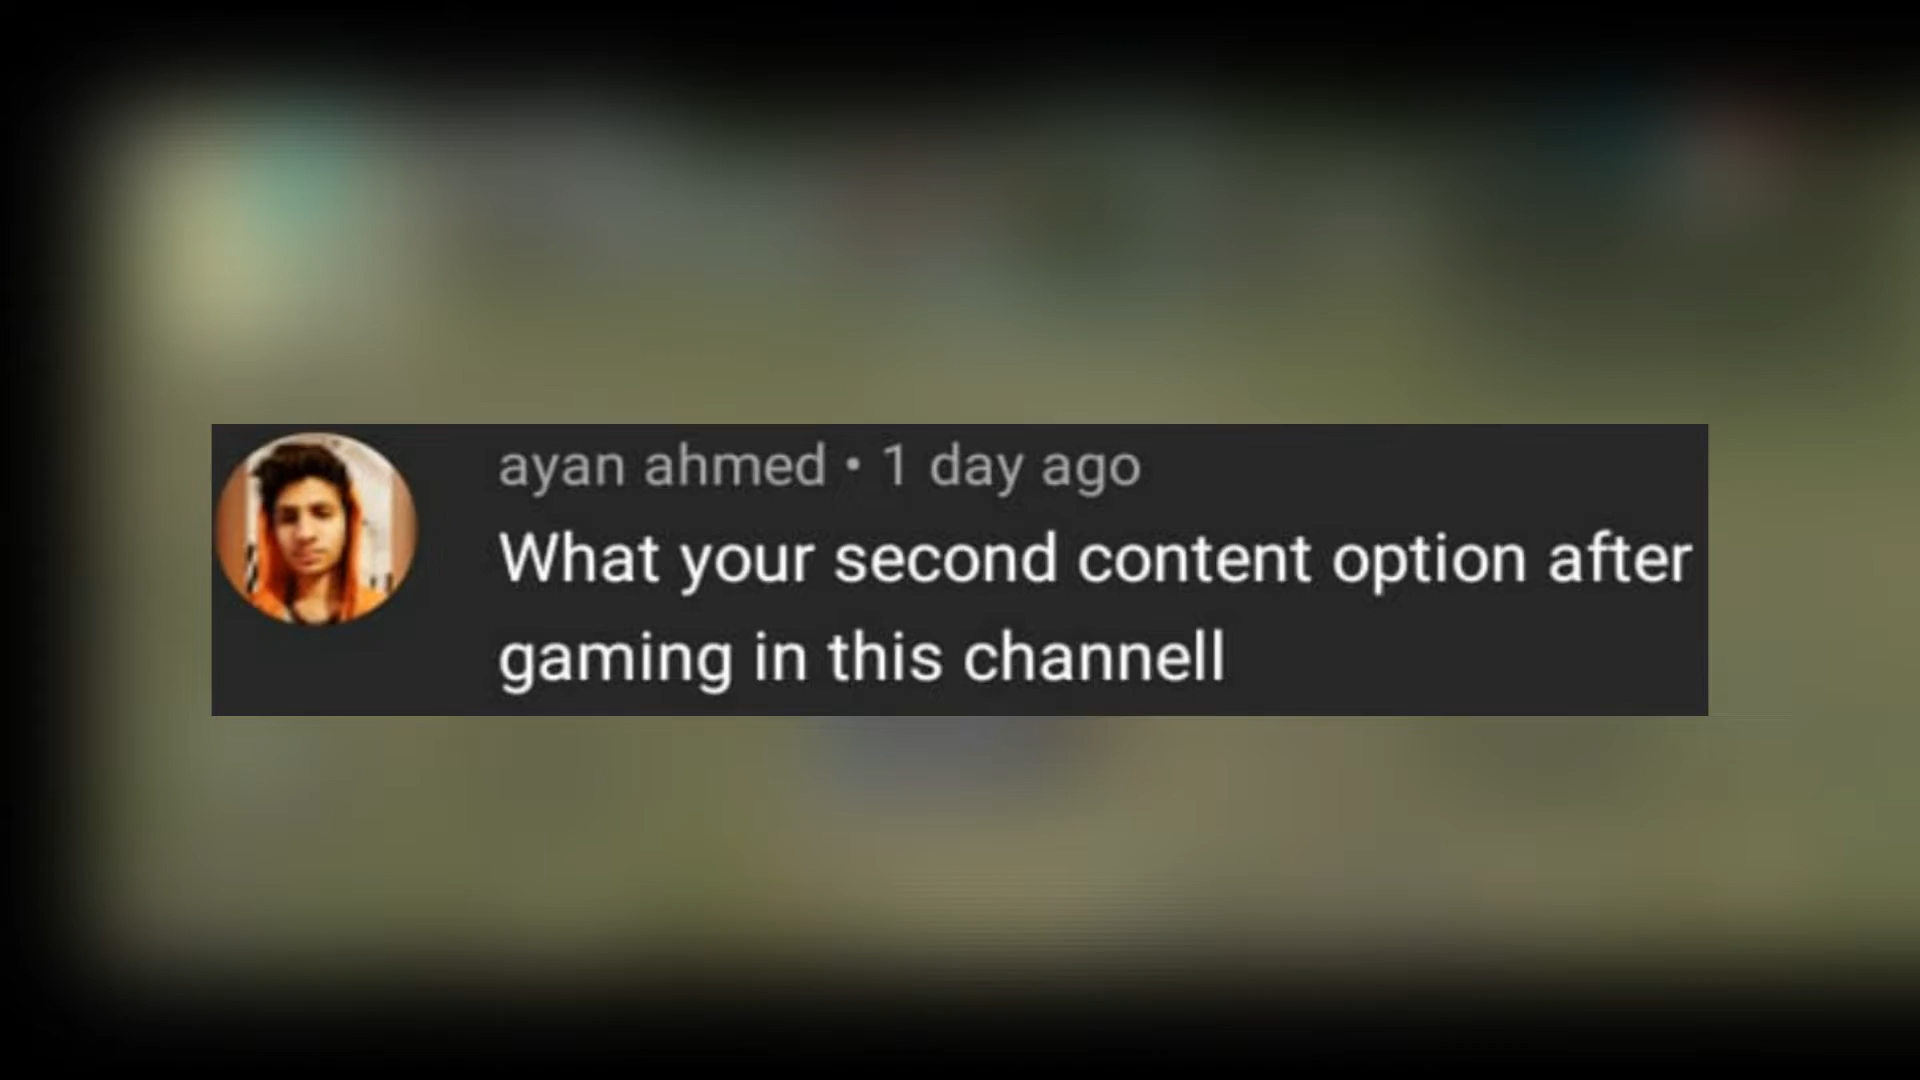 ayan ahmed • 1 day ago
What your second content option after
gaming in this channell